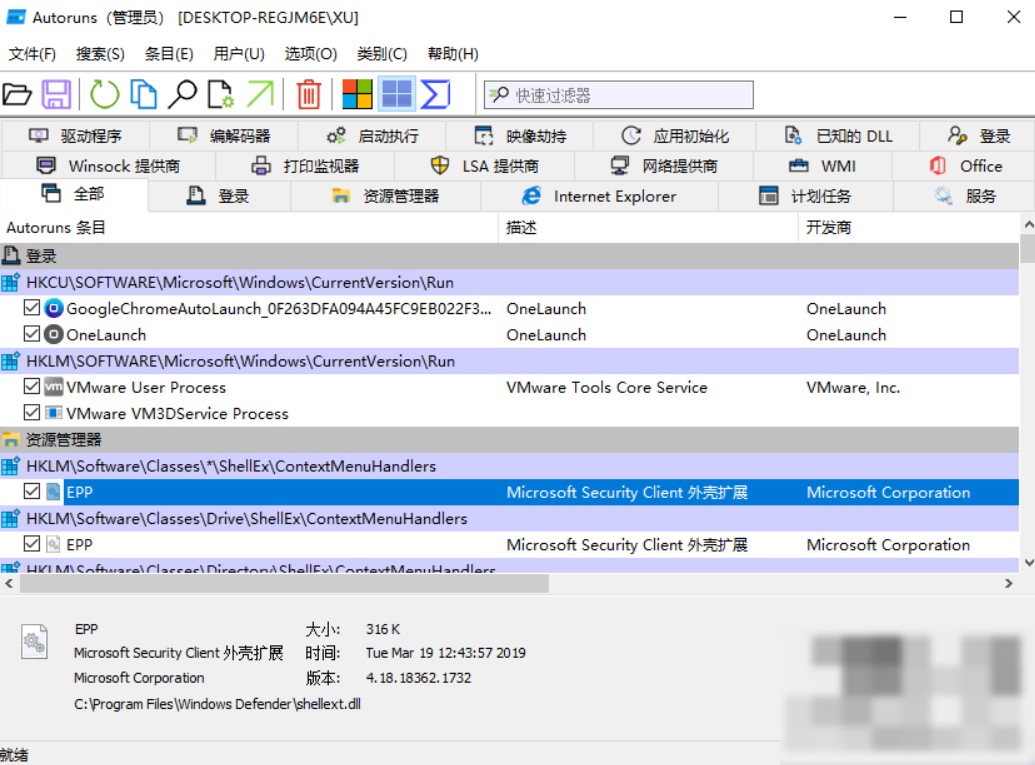 Autoruns（管理员） [DESKTOP-REGJM6E\XU]
文件(F) 搜索(S) 条目(E) 用户(U) 选项(O) 类别(C) 帮助(H)
快速过滤器
驱动程序 编解码器 启动执行 映像劫持 应用初始化 已知的 DLL 登录
Winsock 提供商 打印监视器 LSA 提供商 网络提供商 WMI Office
全部 登录 资源管理器 Internet Explorer 计划任务 服务
Autoruns 条目 描述 开发商
登录
HKCU\SOFTWARE\Microsoft\Windows\CurrentVersion\Run
GoogleChromeAutoLaunch_0F263DFA094A45FC9EB022F3... OneLaunch OneLaunch
OneLaunch OneLaunch OneLaunch
HKLM\SOFTWARE\Microsoft\Windows\CurrentVersion\Run
vm VMware User Process VMware Tools Core Service VMware, Inc.
VMware VM3DService Process
资源管理器
HKLM\Software\Classes\*\ShellEx\ContextMenuHandlers
EPP Microsoft Security Client 外壳扩展 Microsoft Corporation
HKLM\Software\Classes\Drive\ShellEx\ContextMenuHandlers
EPP Microsoft Security Client 外壳扩展 Microsoft Corporation
HKLM\Software\Classes\Directory\ShellEx\ContextMenuHandlers
EPP 大小: 316 K
Microsoft Security Client 外壳扩展 时间: Tue Mar 19 12:43:57 2019
Microsoft Corporation 版本: 4.18.18362.1732
C:\Program Files\Windows Defender\shellext.dll
就绪